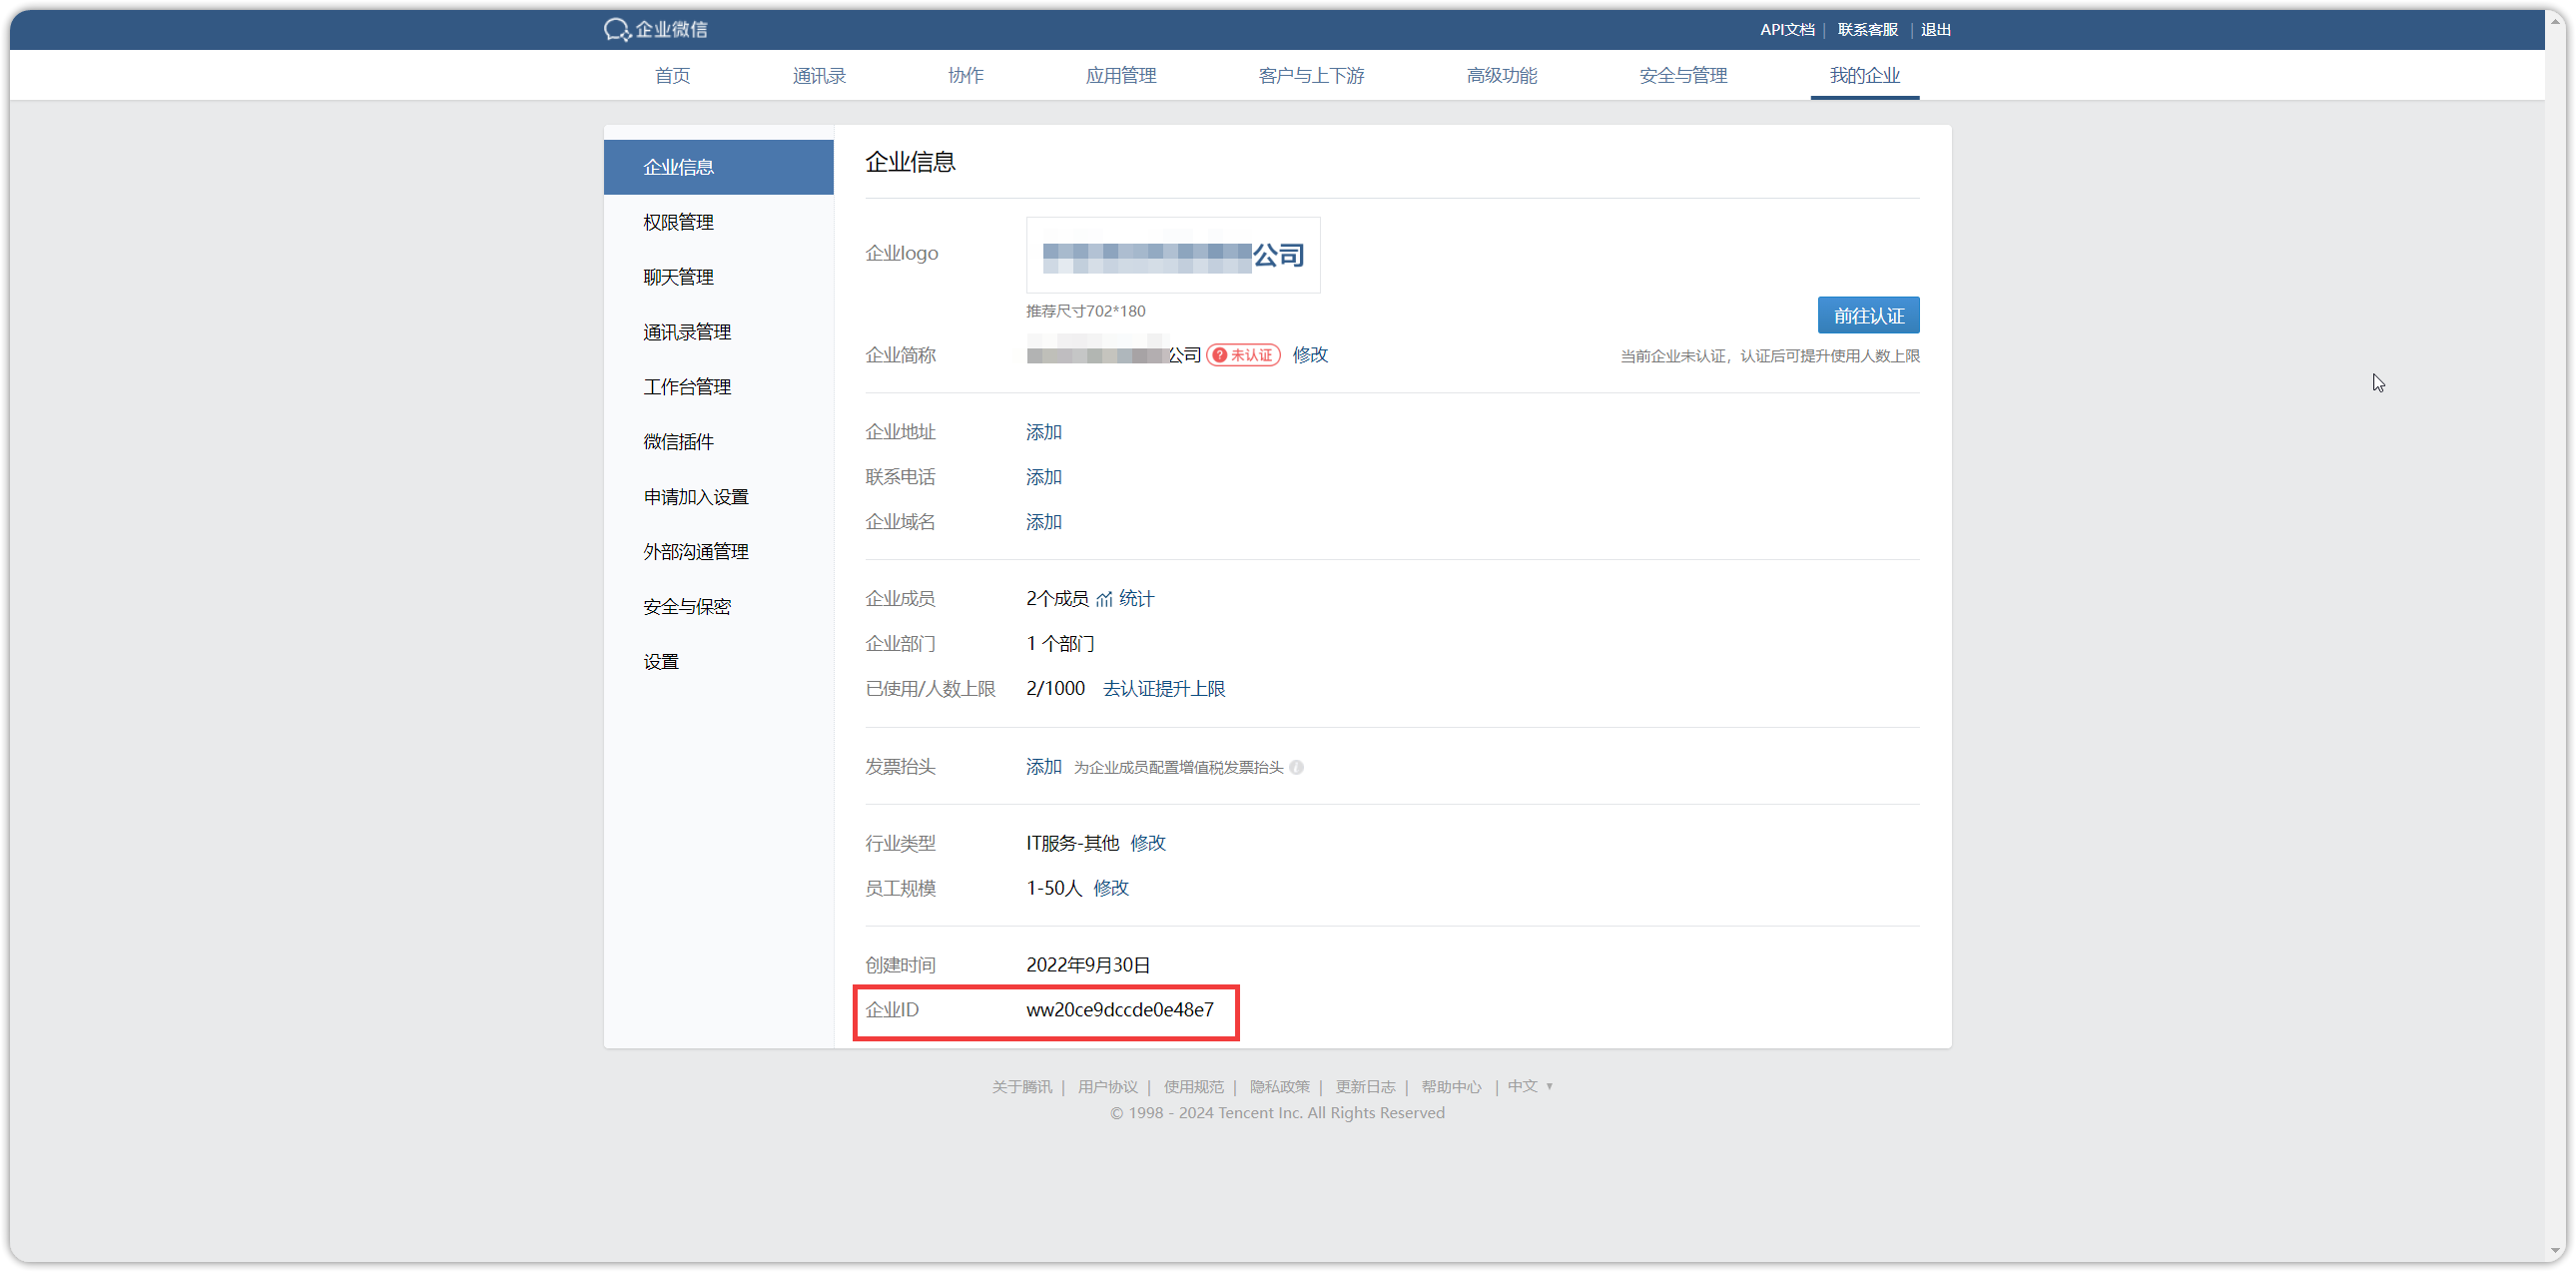 企业微信
API文档 | 联系客服 | 退出
首页 通讯录 协作 应用管理 客户与上下游 高级功能 安全与管理 我的企业
企业信息
权限管理
聊天管理
通讯录管理
工作台管理
微信插件
申请加入设置
外部沟通管理
安全与保密
设置
企业信息
企业logo 公司
推荐尺寸702*180
前往认证
企业简称 公司 未认证 修改
当前企业未认证，认证后可提升使用人数上限
企业地址 添加
联系电话 添加
企业域名 添加
企业成员 2个成员 统计
企业部门 1 个部门
已使用/人数上限 2/1000 去认证提升上限
发票抬头 添加 为企业成员配置增值税发票抬头
行业类型 IT服务-其他 修改
员工规模 1-50人 修改
创建时间 2022年9月30日
企业ID ww20ce9dccde0e48e7
关于腾讯 | 用户协议 | 使用规范 | 隐私政策 | 更新日志 | 帮助中心 | 中文
© 1998 - 2024 Tencent Inc. All Rights Reserved